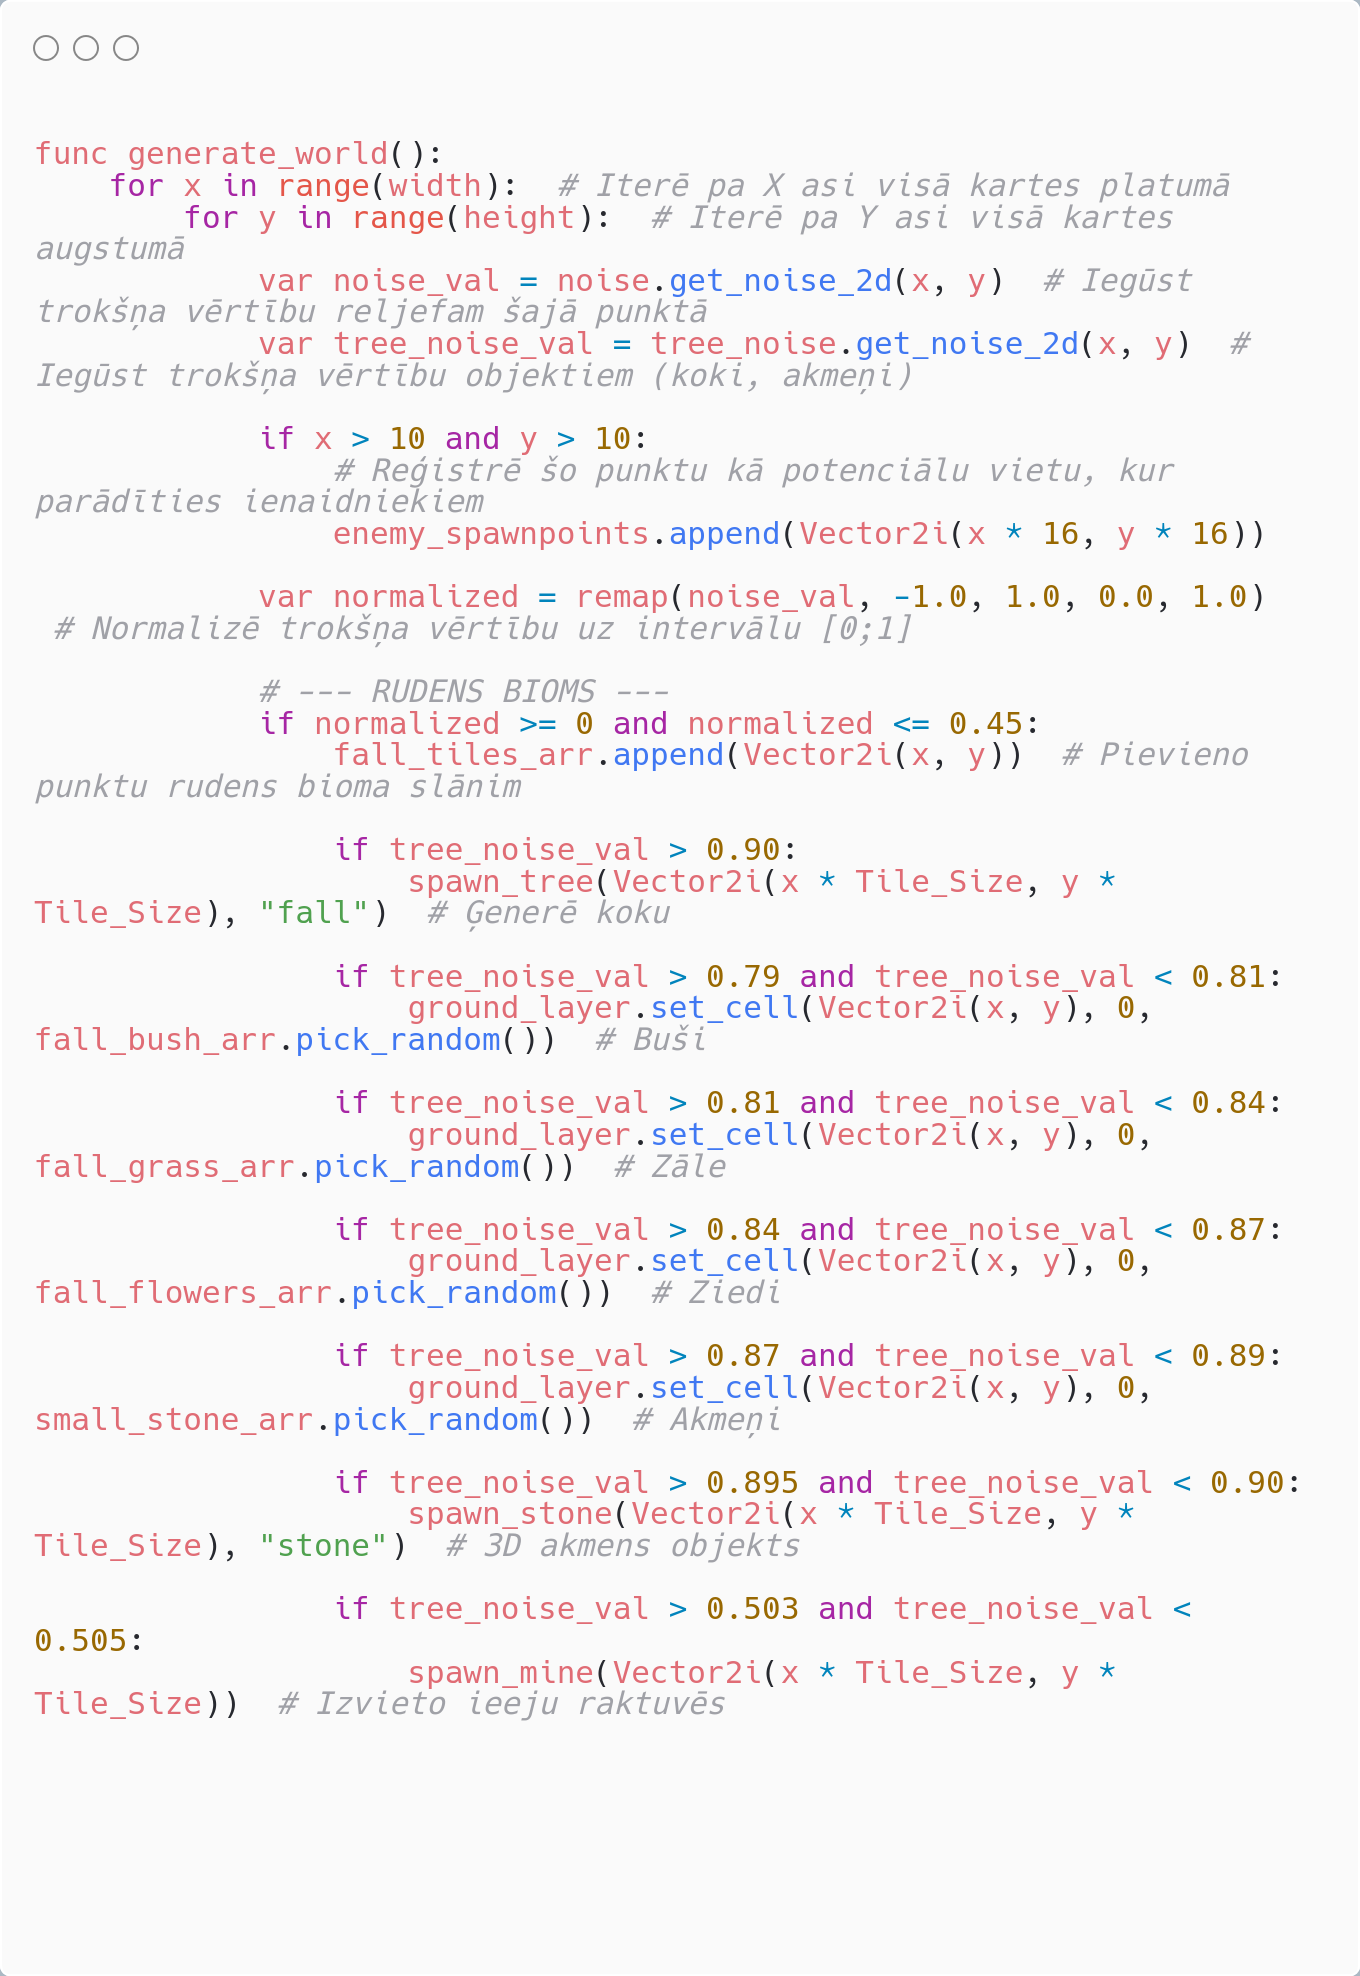 func generate_world():
    for x in range(width):  # Iterē pa X asi visā kartes platumā
        for y in range(height):  # Iterē pa Y asi visā kartes
augstumā
            var noise_val = noise.get_noise_2d(x, y)  # Iegūst
trokšņa vērtību reljefam šajā punktā
            var tree_noise_val = tree_noise.get_noise_2d(x, y)  #
Iegūst trokšņa vērtību objektiem (koki, akmeņi)

            if x > 10 and y > 10:
                # Reģistrē šo punktu kā potenciālu vietu, kur
parādīties ienaidniekiem
                enemy_spawnpoints.append(Vector2i(x * 16, y * 16))

            var normalized = remap(noise_val, -1.0, 1.0, 0.0, 1.0)
 # Normalizē trokšņa vērtību uz intervālu [0;1]

            # --- RUDENS BIOMS ---
            if normalized >= 0 and normalized <= 0.45:
                fall_tiles_arr.append(Vector2i(x, y))  # Pievieno
punktu rudens bioma slānim

                if tree_noise_val > 0.90:
                    spawn_tree(Vector2i(x * Tile_Size, y *
Tile_Size), "fall")  # Ģenerē koku

                if tree_noise_val > 0.79 and tree_noise_val < 0.81:
                    ground_layer.set_cell(Vector2i(x, y), 0,
fall_bush_arr.pick_random())  # Buši

                if tree_noise_val > 0.81 and tree_noise_val < 0.84:
                    ground_layer.set_cell(Vector2i(x, y), 0,
fall_grass_arr.pick_random())  # Zāle

                if tree_noise_val > 0.84 and tree_noise_val < 0.87:
                    ground_layer.set_cell(Vector2i(x, y), 0,
fall_flowers_arr.pick_random())  # Ziedi

                if tree_noise_val > 0.87 and tree_noise_val < 0.89:
                    ground_layer.set_cell(Vector2i(x, y), 0,
small_stone_arr.pick_random())  # Akmeņi

                if tree_noise_val > 0.895 and tree_noise_val < 0.90:
                    spawn_stone(Vector2i(x * Tile_Size, y *
Tile_Size), "stone")  # 3D akmens objekts

                if tree_noise_val > 0.503 and tree_noise_val <
0.505:
                    spawn_mine(Vector2i(x * Tile_Size, y *
Tile_Size))  # Izvieto ieeju raktuvēs